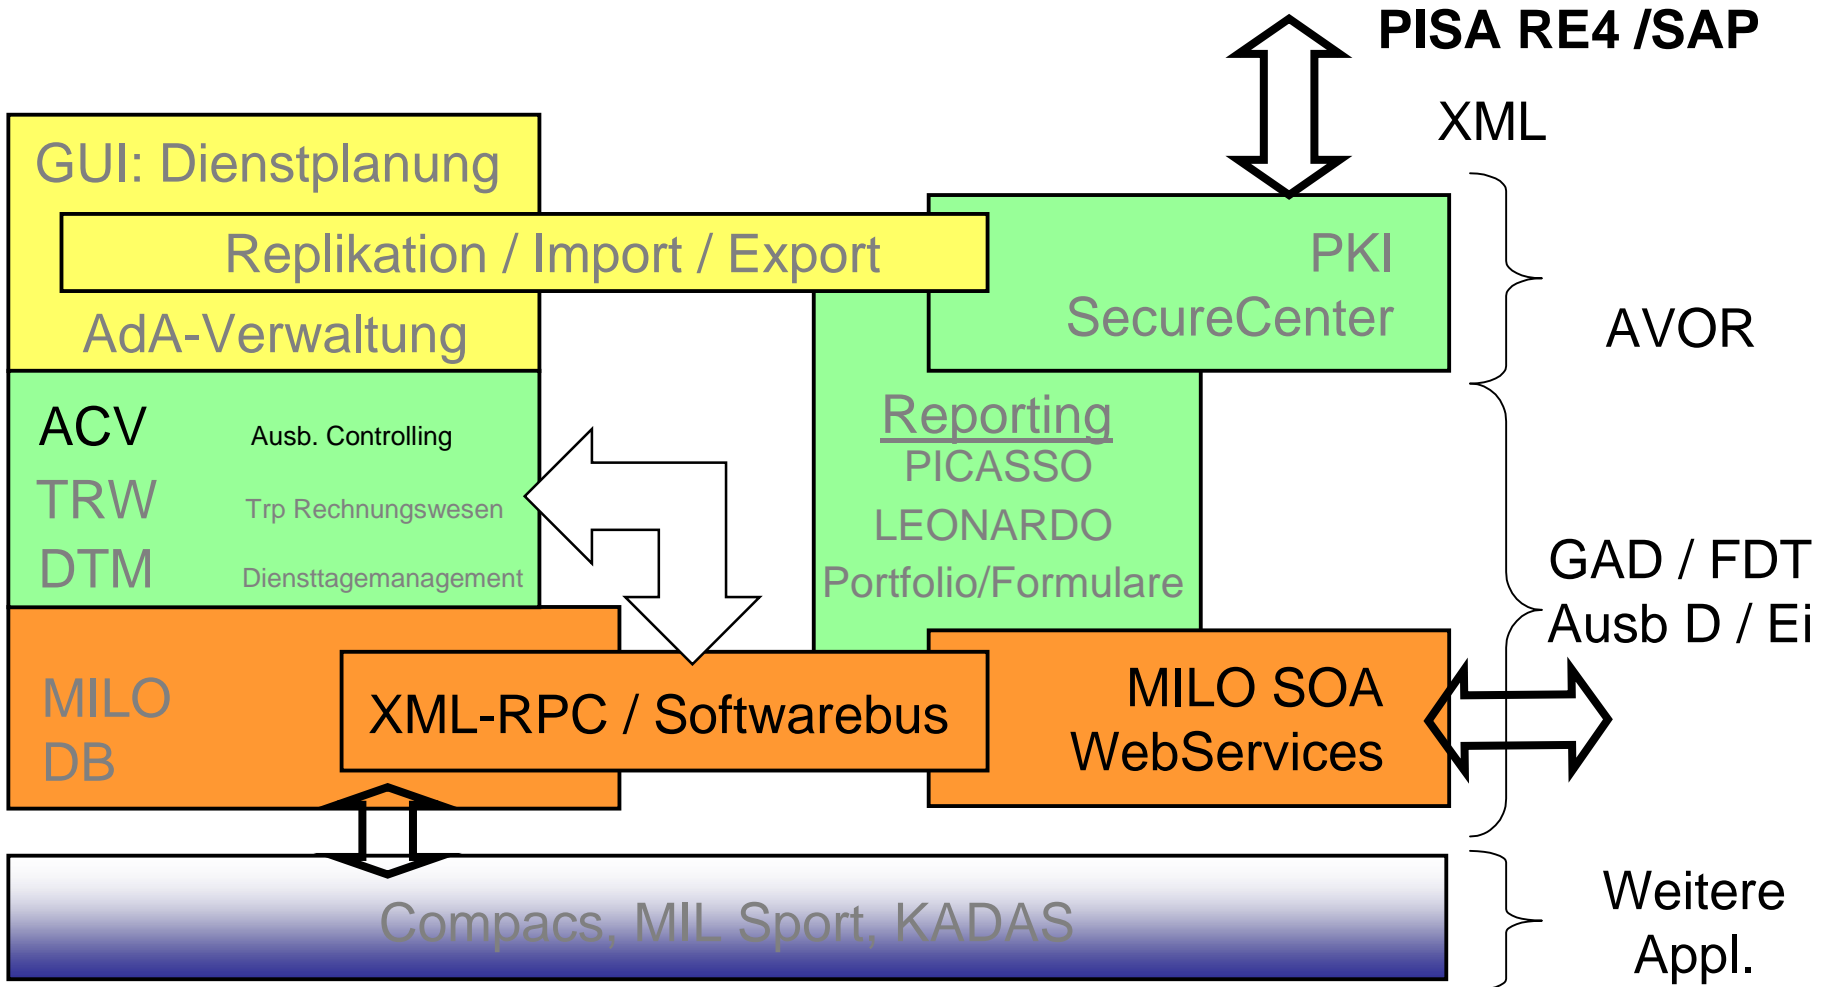 PISA RE4 /SAP
XML
GUI: Dienstplanung
Replikation / Import / Export
AdA-Verwaltung
PKI
SecureCenter
AVOR
ACV Ausb. Controlling
TRW Trp Rechnungswesen
DTM Diensttagemanagement
Reporting
PICASSO
LEONARDO
Portfolio/Formulare
GAD / FDT
Ausb D / Ei
MILO
DB
XML-RPC / Softwarebus
MILO SOA
WebServices
Compacs, MIL Sport, KADAS
Weitere
Appl.